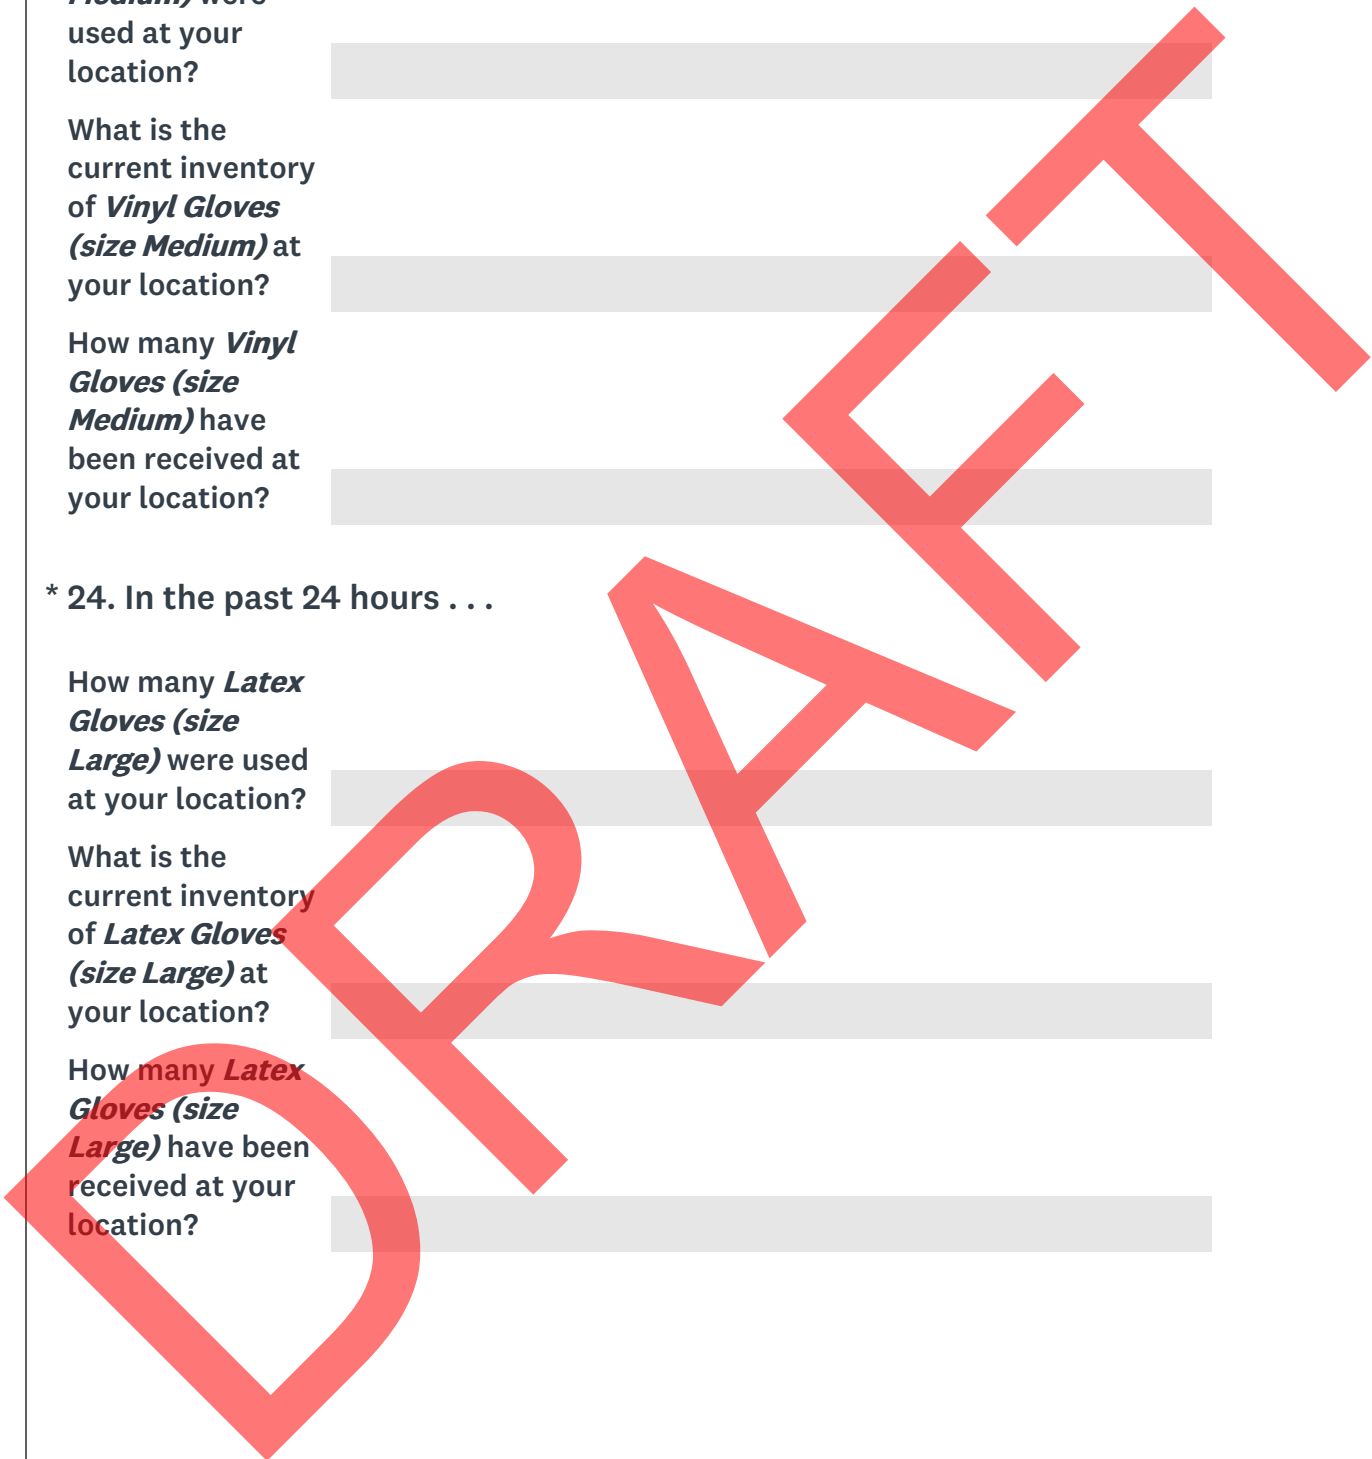 Medium) were
used at your
location?
What is the
current inventory
of Vinyl Gloves
(size Medium) at
your location?
How many Vinyl
Gloves (size
Medium) have
been received at
your location?
* 24. In the past 24 hours . . .
How many Latex
Gloves (size
Large) were used
at your location?
What is the
current inventory
of Latex Gloves
(size Large) at
your location?
How many Latex
Gloves (size
Large) have been
received at your
location?
DRAFT